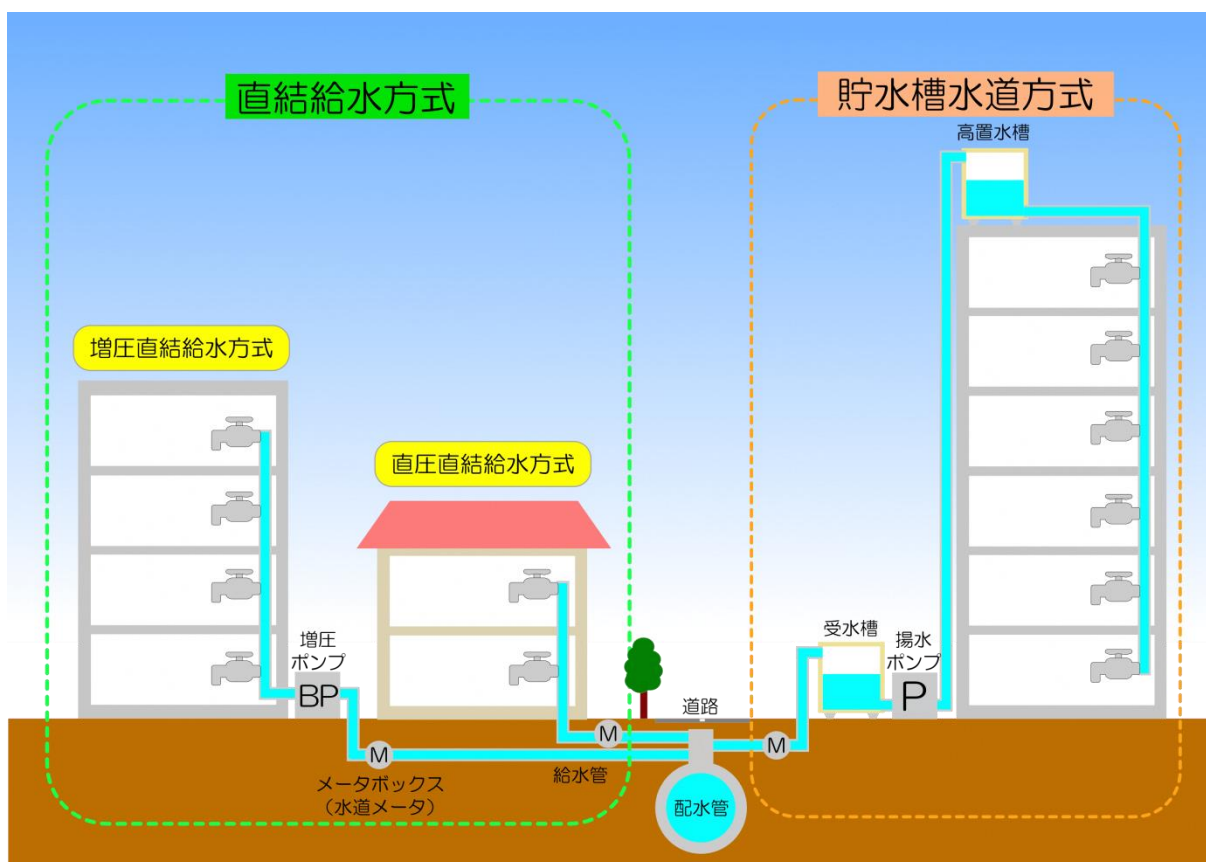 直結給水方式
貯水槽水道方式
高置水槽
増圧直結給水方式
直圧直結給水方式
増圧
ポンプ
BP
受水槽
揚水
ポンプ
P
道路
M
M
M
メータボックス
（水道メータ）
給水管
配水管